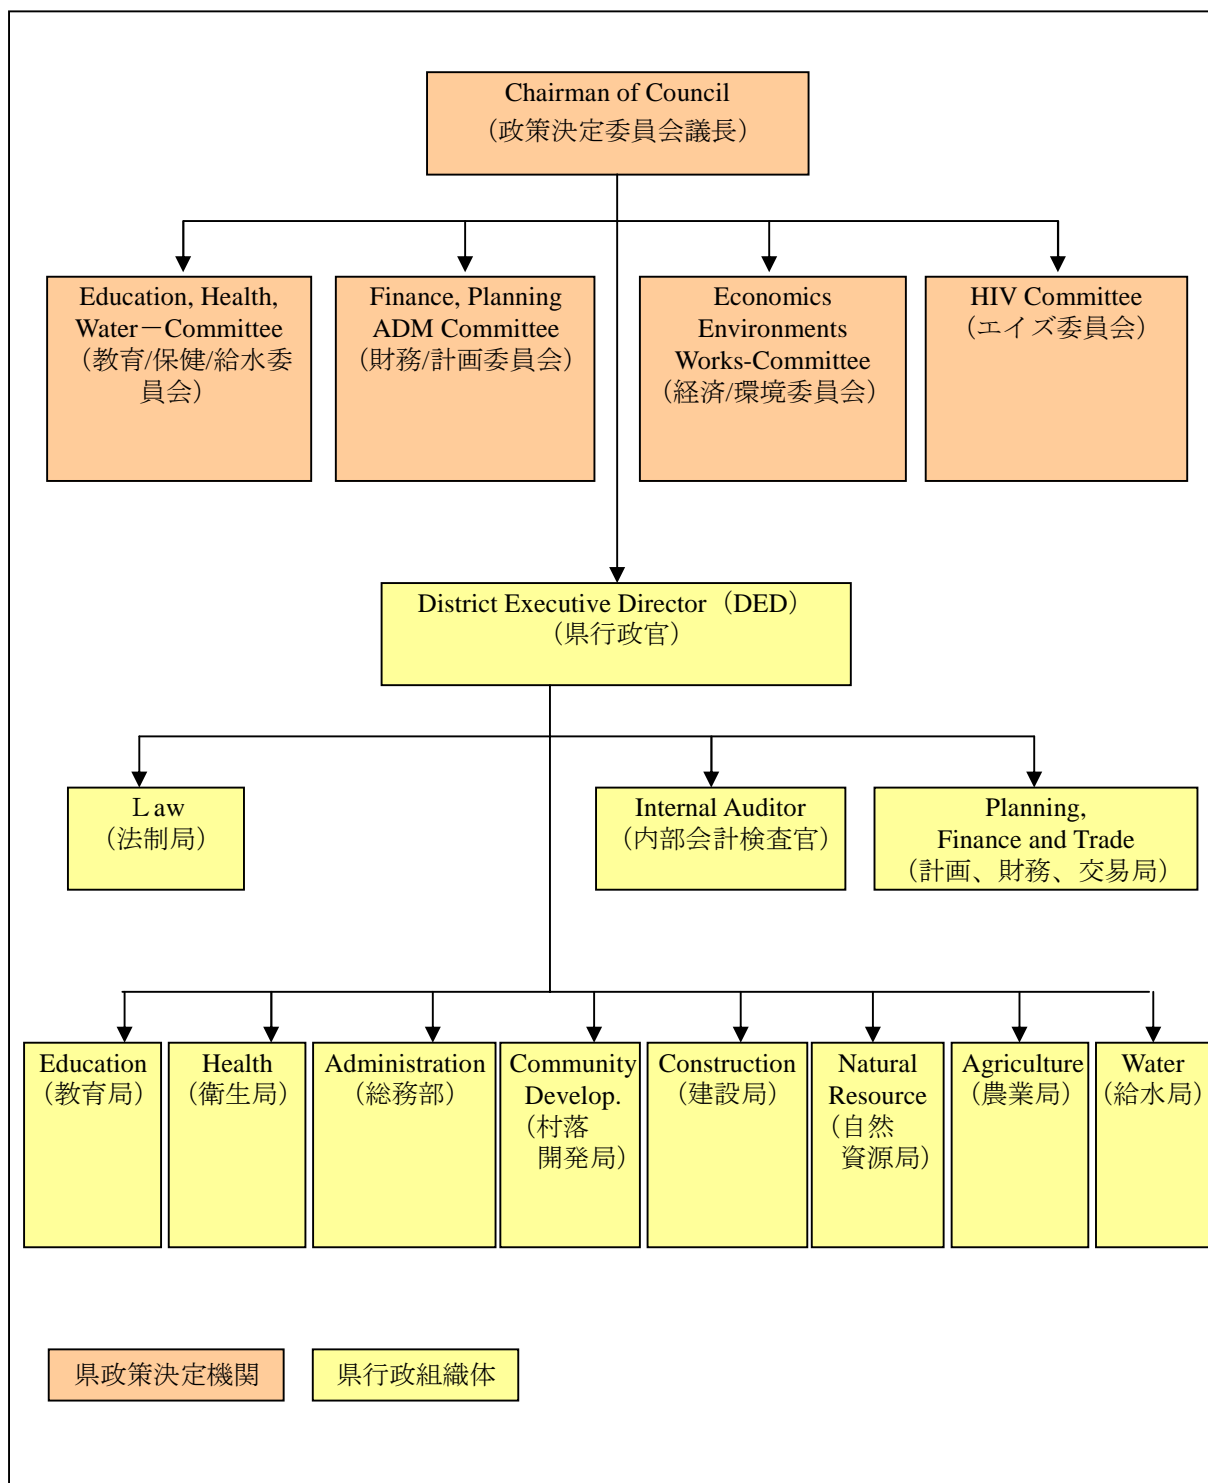 Chairman of Council
（政策決定委員会議長）
Education, Health,
Water－Committee
（教育/保健/給水委
員会）
Finance, Planning
ADM Committee
（財務/計画委員会）
Economics
Environments
Works-Committee
（経済/環境委員会）
HIV Committee
（エイズ委員会）
District Executive Director（DED）
（県行政官）
Ｌaw
（法制局）
Internal Auditor
（内部会計検査官）
Planning,
Finance and Trade
（計画、財務、交易局）
Education
（教育局）
Health
（衛生局）
Administration
（総務部）
Community
Develop.
（村落
開発局）
Construction
（建設局）
Natural
Resource
（自然
資源局）
Agriculture
（農業局）
Water
（給水局）
県政策決定機関
県行政組織体